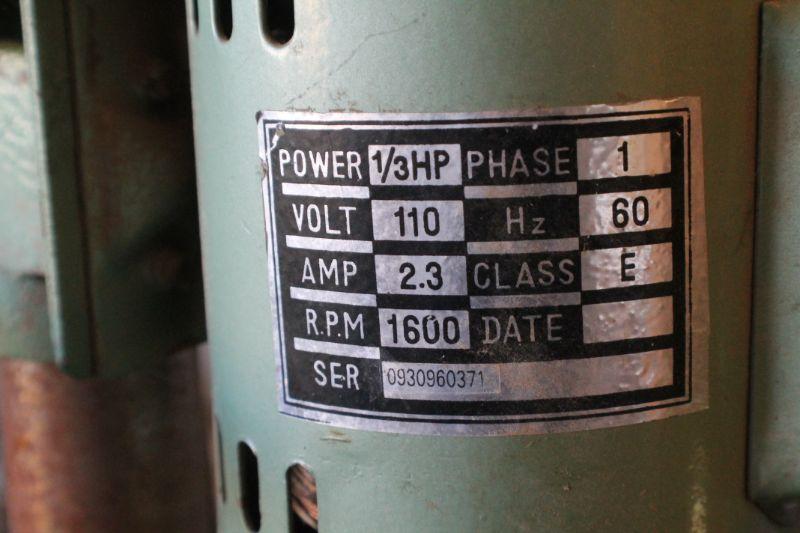 POWER 1/3HP PHASE 1
VOLT 110 Hz 60
AMP 2.3 CLASS E
R.P.M 1600 DATE
SER 0930960371